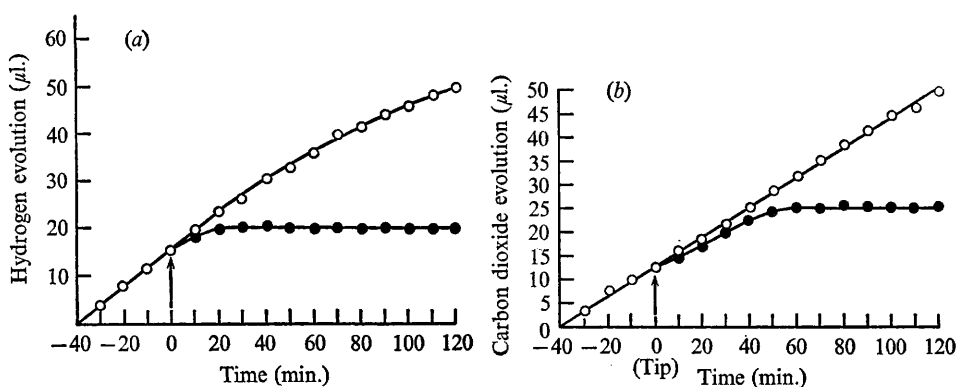 (a)
Hydrogen evolution (μl.)
60
50
40
30
20
10
−40 −20 0 20 40 60 80 100 120
Time (min.)
(b)
Carbon dioxide evolution (μl.)
50
45
40
35
30
25
20
15
10
5
0
−40 −20 0 20 40 60 80 100 120
(Tip) Time (min.)